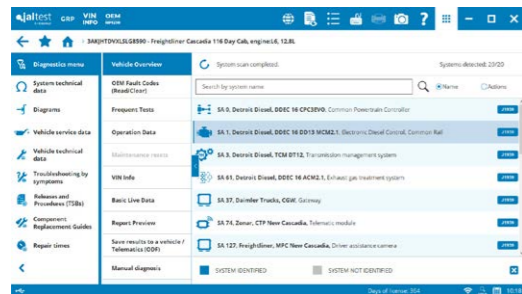 jaltest GRP VIN INFO OEM
3AKJHTDVXLSLG8590 - Freightliner Cascadia 116 Day Cab, engine:L6, 12.8L
Diagnostics menu
System technical data
Diagrams
Vehicle service data
Vehicle technical data
Troubleshooting by symptoms
Releases and Procedures (TSBs)
Component Replacement Guides
Repair times
Vehicle Overview
OEM Fault Codes (Read/Clear)
Frequent Tests
Operation Data
Maintenance resets
VIN Info
Basic Live Data
Report Preview
Save results to a vehicle / Telematics (ODF)
Manual diagnosis
System scan completed.
Systems detected: 23/20
Search by system name
Name
Actions
SA 0, Detroit Diesel, DDEC 16 CPC3EVO, Common Powertrain Controller
SA 1, Detroit Diesel, DDEC 16 DD13 MCM2.1, Electronic Diesel Control, Common Rail
SA 3, Detroit Diesel, TCM DT12, Transmission management system
SA 61, Detroit Diesel, DDEC 16 ACM2.1, Exhaust gas treatment system
SA 37, Daimler Trucks, CGW, Gateway
SA 74, Zonar, CTP New Cascadia, Telematic module
SA 127, Freightliner, MPC New Cascadia, Driver assistance camera
SYSTEM IDENTIFIED
SYSTEM NOT IDENTIFIED
Days of license: 364
10:18